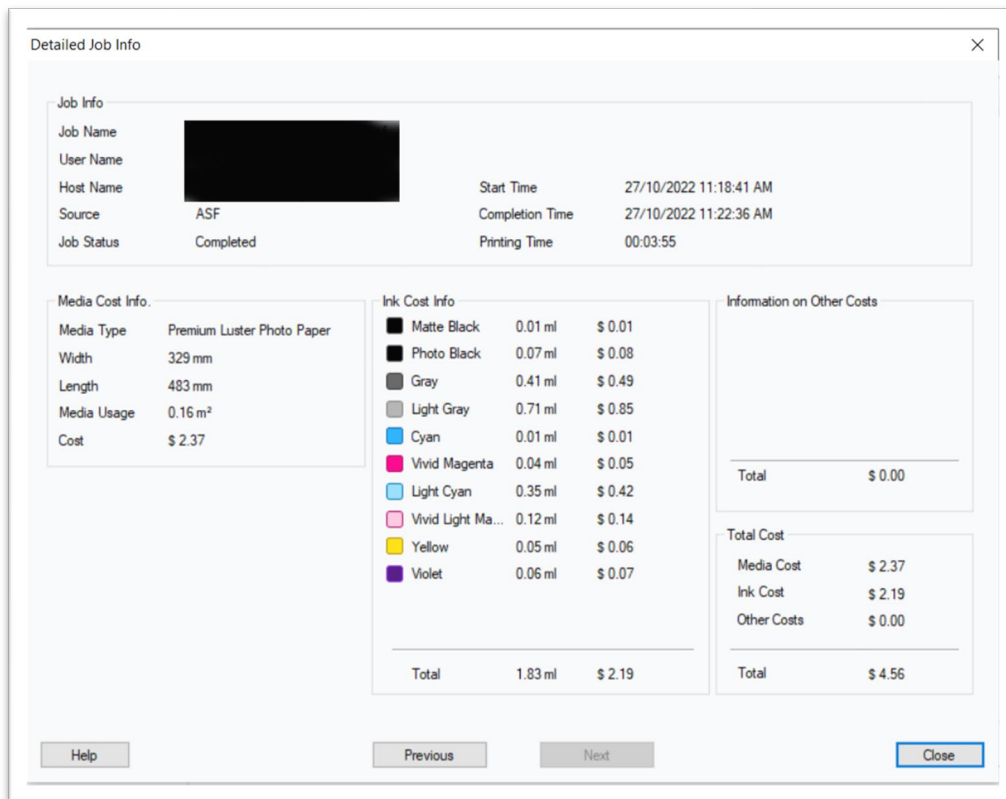 Detailed Job Info
Job Info
Job Name
User Name
Host Name
Source ASF
Job Status Completed
Start Time 27/10/2022 11:18:41 AM
Completion Time 27/10/2022 11:22:36 AM
Printing Time 00:03:55
Media Cost Info.
Media Type Premium Luster Photo Paper
Width 329 mm
Length 483 mm
Media Usage 0.16 m²
Cost $ 2.37
Ink Cost Info
Matte Black 0.01 ml $ 0.01
Photo Black 0.07 ml $ 0.08
Gray 0.41 ml $ 0.49
Light Gray 0.71 ml $ 0.85
Cyan 0.01 ml $ 0.01
Vivid Magenta 0.04 ml $ 0.05
Light Cyan 0.35 ml $ 0.42
Vivid Light Ma... 0.12 ml $ 0.14
Yellow 0.05 ml $ 0.06
Violet 0.06 ml $ 0.07
Total 1.83 ml $ 2.19
Information on Other Costs
Total $ 0.00
Total Cost
Media Cost $ 2.37
Ink Cost $ 2.19
Other Costs $ 0.00
Total $ 4.56
Help Previous Next Close